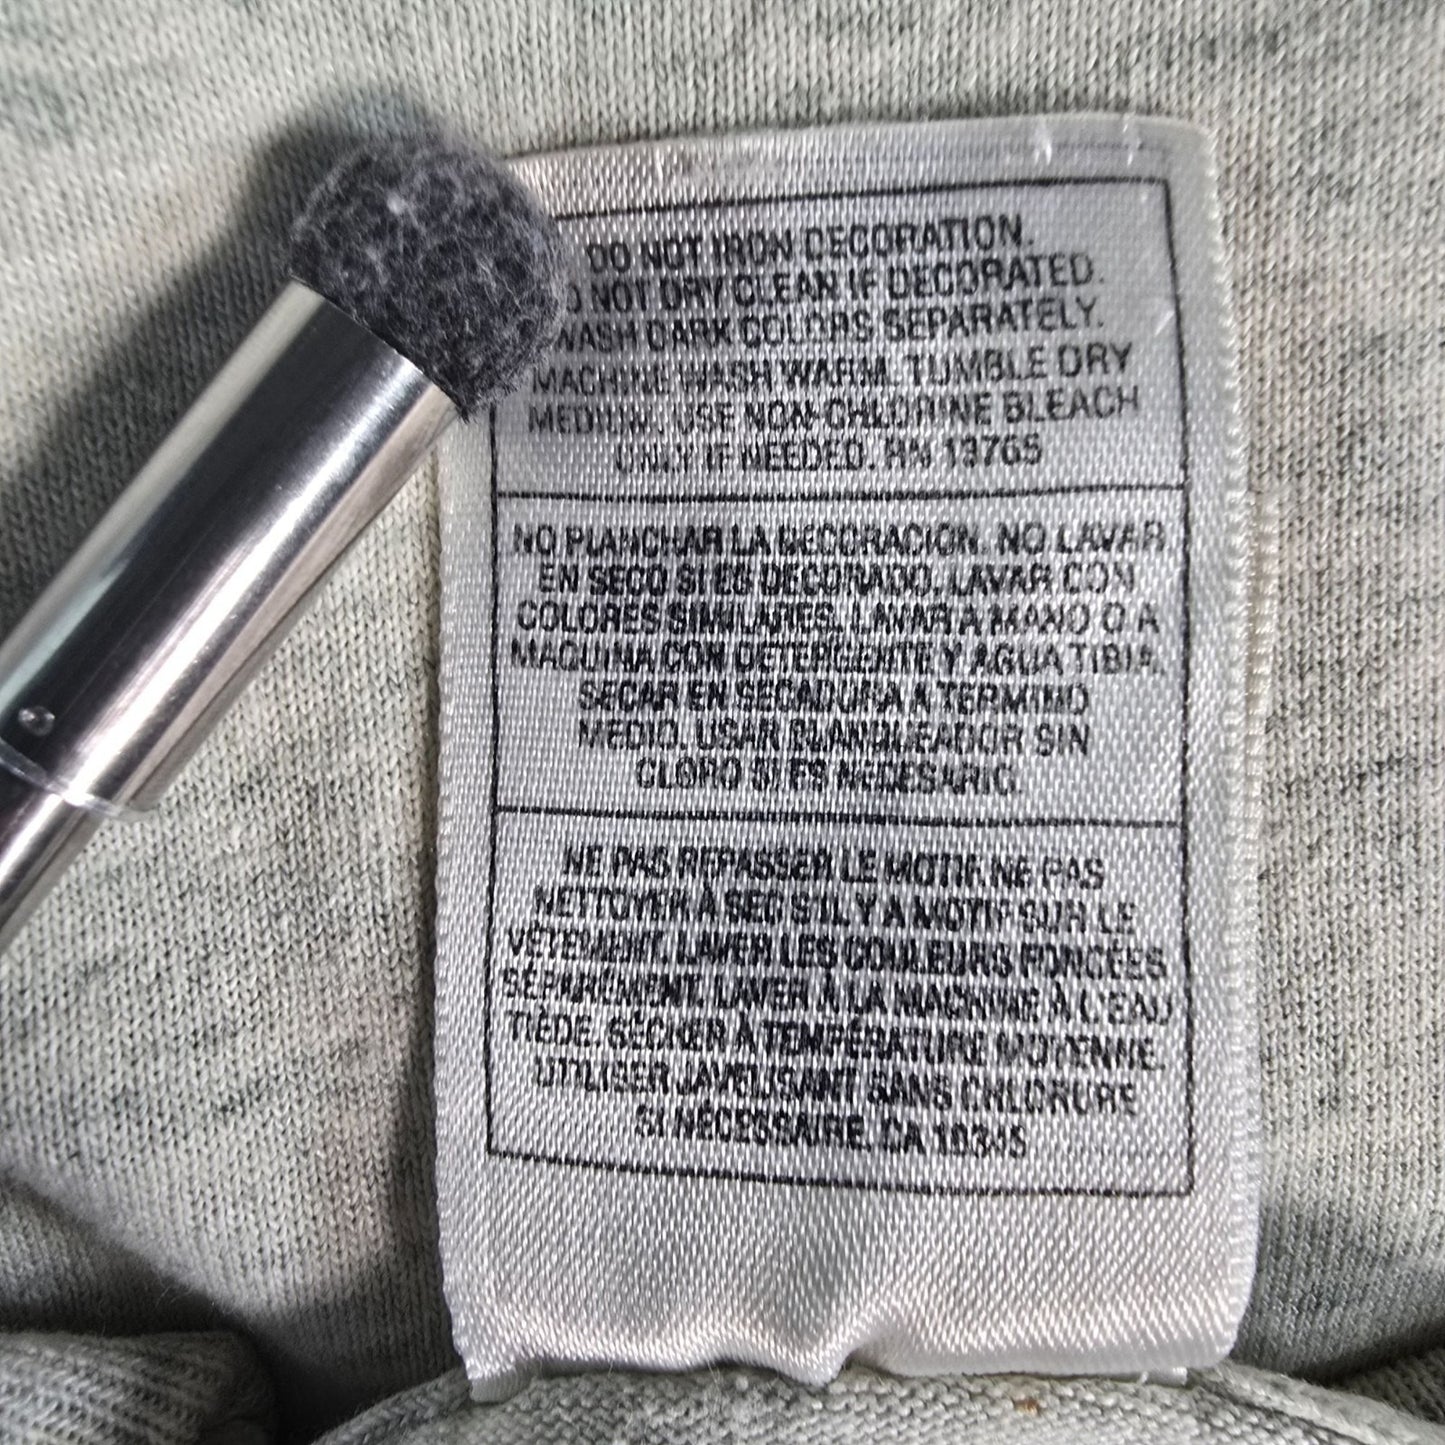 DO NOT IRON DECORATION.
DO NOT DRY CLEAN IF DECORATED.
WASH DARK COLORS SEPARATELY.
MACHINE WASH WARM. TUMBLE DRY
MEDIUM. USE NON-CHLORINE BLEACH
ONLY IF NEEDED. RN 13765
NO PLANCHAR LA DECORACION. NO LAVAR
EN SECO SI ES DECORADO. LAVAR CON
COLORES SIMILARES. LAVAR A MANO O A
MAQUINA CON DETERGENTE Y AGUA TIBIA.
SECAR EN SECADORA A TERMINO
MEDIO. USAR BLANQUEADOR SIN
CLORO SI ES NECESARIO.
NE PAS REPASSER LE MOTIF. NE PAS
NETTOYER À SEC S'IL Y A MOTIF SUR LE
VÊTEMENT. LAVER LES COULEURS FONCÉES
SÉPARÉMENT. LAVER À LA MACHINE À L'EAU
TIÈDE. SÉCHER À TEMPÉRATURE MOYENNE.
UTILISER JAVELISANT SANS CHLORURE
SI NÉCESSAIRE. CA 10345